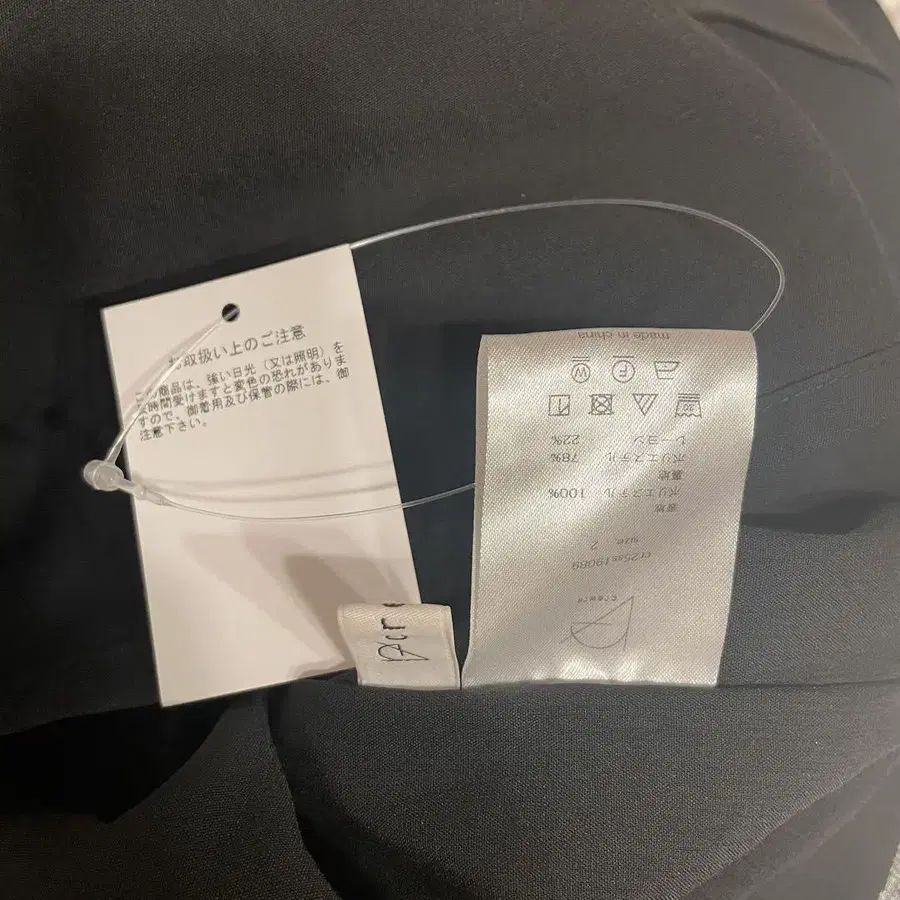 お取扱い上のご注意
この商品は、強い日光（又は照明）を
長時間受けますと変色の恐れがありま
すので、御着用及び保管の際には、御
注意下さい。
cr25ss19089
size 2
表地
ポリエステル 100%
裏地
ポリエステル 78%
レーヨン 22%
30
F W
made in china